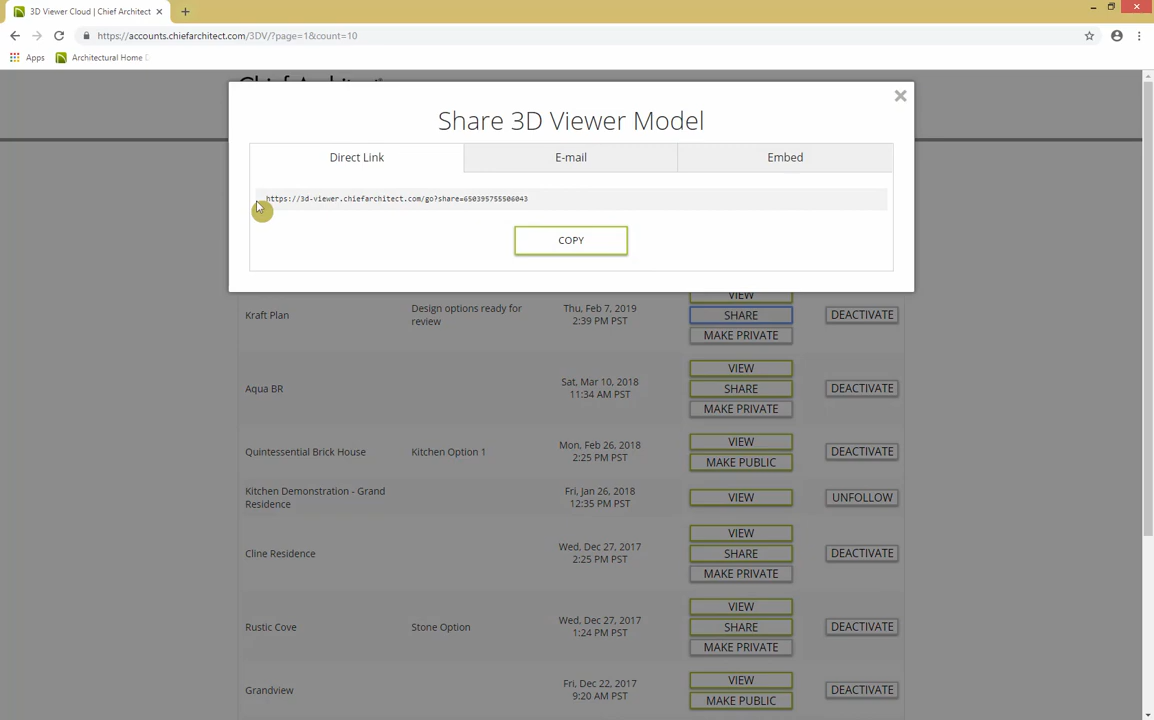 3D Viewer Cloud | Chief Architect
https://accounts.chiefarchitect.com/3DV/?page=1&count=10
Apps
Architectural Home D
Share 3D Viewer Model
Direct Link
E-mail
Embed
https://3d-viewer.chiefarchitect.com/go?share=650395755506043
COPY
VIEW
Kraft Plan
Design options ready for
review
Thu, Feb 7, 2019
2:39 PM PST
SHARE
MAKE PRIVATE
DEACTIVATE
Aqua BR
Sat, Mar 10, 2018
11:34 AM PST
VIEW
SHARE
MAKE PRIVATE
DEACTIVATE
Quintessential Brick House
Kitchen Option 1
Mon, Feb 26, 2018
2:25 PM PST
VIEW
MAKE PUBLIC
DEACTIVATE
Kitchen Demonstration - Grand
Residence
Fri, Jan 26, 2018
12:35 PM PST
VIEW
UNFOLLOW
Cline Residence
Wed, Dec 27, 2017
2:25 PM PST
VIEW
SHARE
MAKE PRIVATE
DEACTIVATE
Rustic Cove
Stone Option
Wed, Dec 27, 2017
1:24 PM PST
VIEW
SHARE
MAKE PRIVATE
DEACTIVATE
Grandview
Fri, Dec 22, 2017
9:20 AM PST
VIEW
MAKE PUBLIC
DEACTIVATE